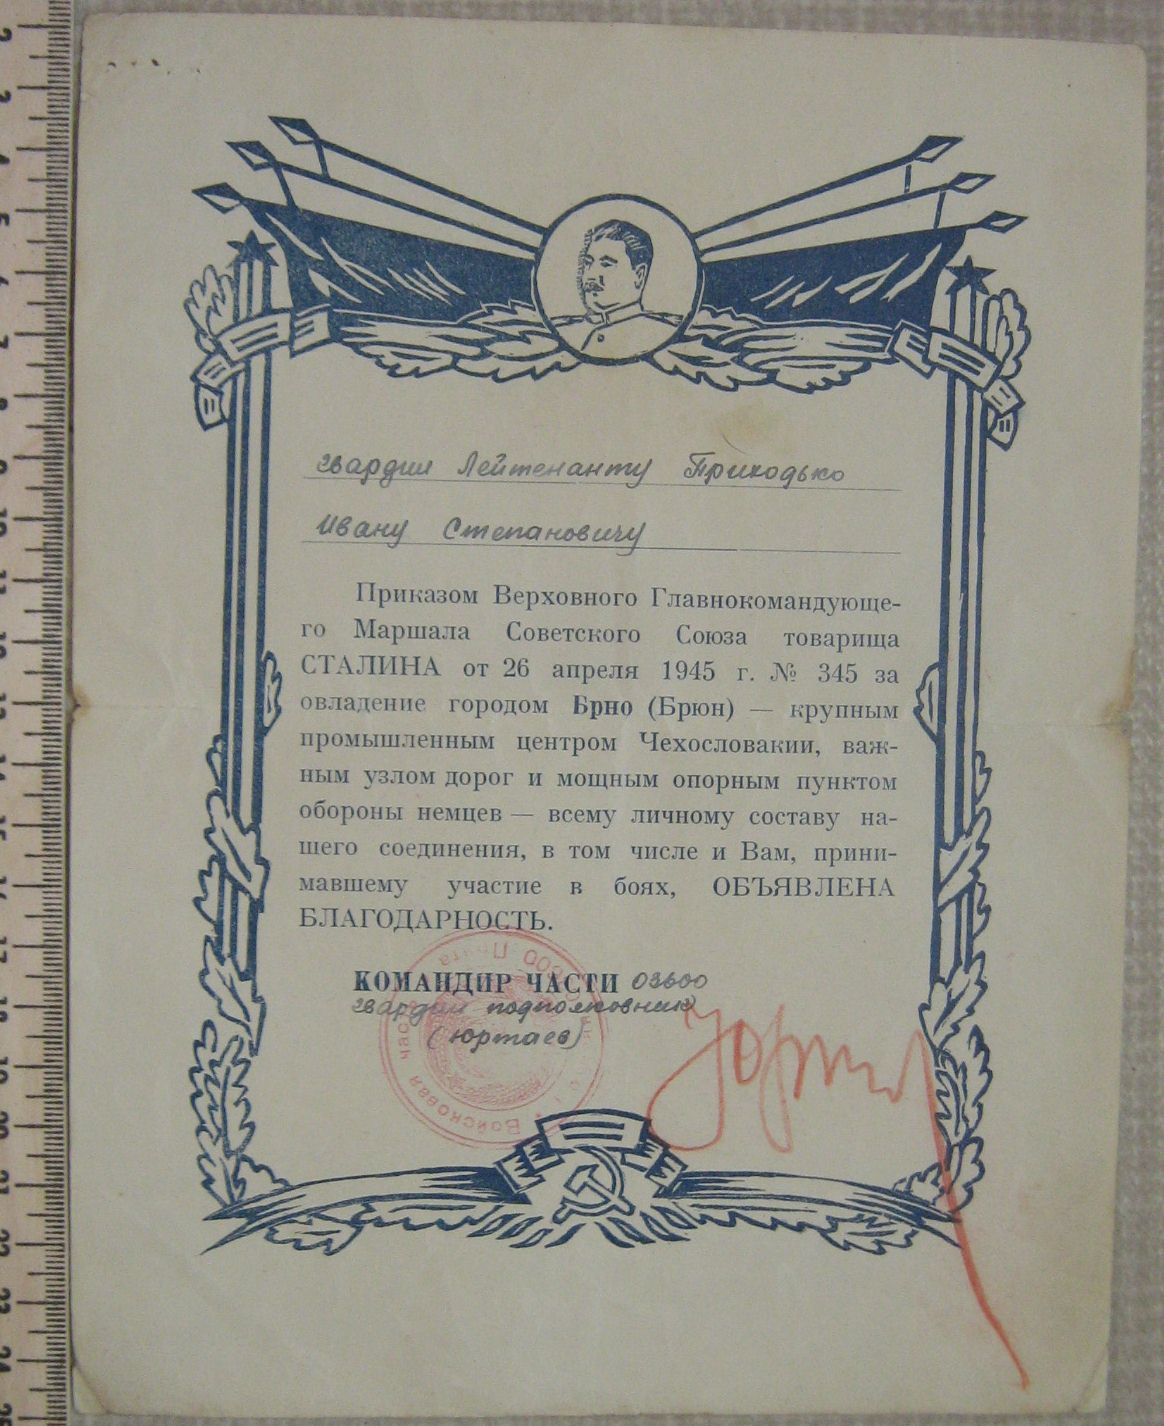 гвардии Лейтенанту Приходько
Ивану Степановичу
Приказом Верховного Главнокомандующе-
го Маршала Советского Союза товарища
СТАЛИНА от 26 апреля 1945 г. № 345 за
овладение городом Брно (Брюн) — крупным
промышленным центром Чехословакии, важ-
ным узлом дорог и мощным опорным пунктом
обороны немцев — всему личному составу на-
шего соединения, в том числе и Вам, прини-
мавшему участие в боях, ОБЪЯВЛЕНА
БЛАГОДАРНОСТЬ.
КОМАНДИР ЧАСТИ 03600
гвардии подполковник
(Юртаев)
Войсковая часть